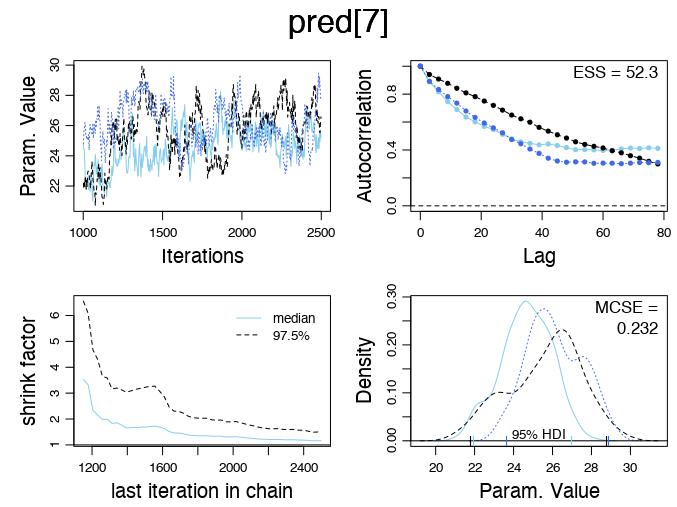 pred[7]
Param. Value
22 24 26 28 30
1000 1500 2000 2500
Iterations
Autocorrelation
0.0 0.4 0.8
ESS = 52.3
0 20 40 60 80
Lag
shrink factor
1 2 3 4 5 6
median
97.5%
1200 1600 2000 2400
last iteration in chain
Density
0.00 0.10 0.20 0.30
MCSE =
0.232
95% HDI
20 22 24 26 28 30
Param. Value